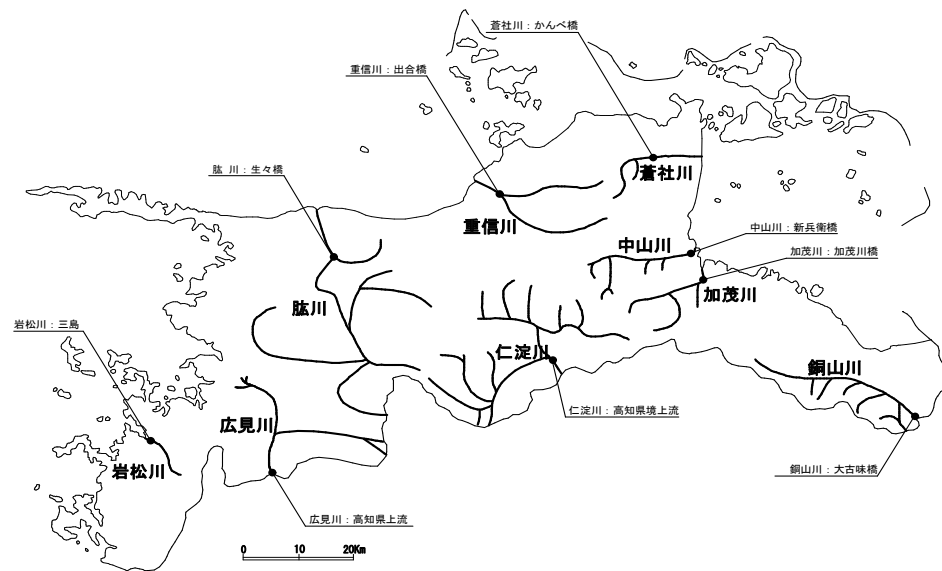 蒼社川：かんべ橋
重信川：出合橋
蒼社川
肱 川：生々橋
重信川
中山川：新兵衛橋
中山川
加茂川：加茂川橋
加茂川
肱川
岩松川：三島
仁淀川
銅山川
仁淀川：高知県境上流
広見川
岩松川
銅山川：大古味橋
広見川：高知県上流
0 10 20Km